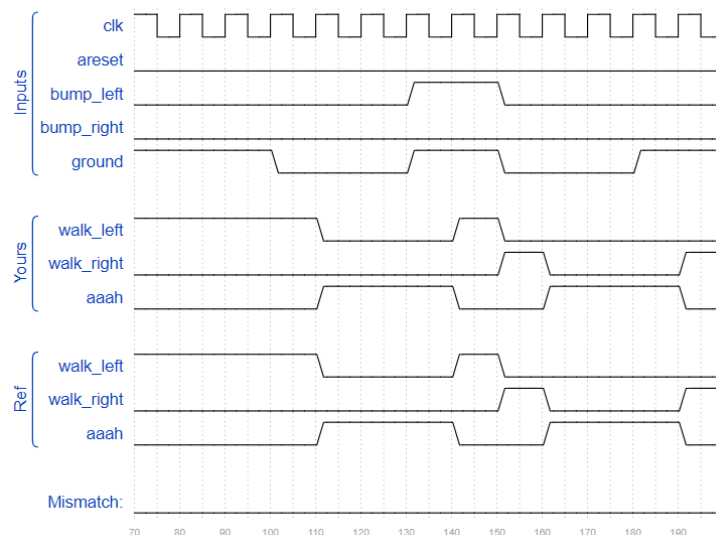 Inputs
clk
areset
bump_left
bump_right
ground
Yours
walk_left
walk_right
aaah
Ref
walk_left
walk_right
aaah
Mismatch:
70 80 90 100 110 120 130 140 150 160 170 180 190